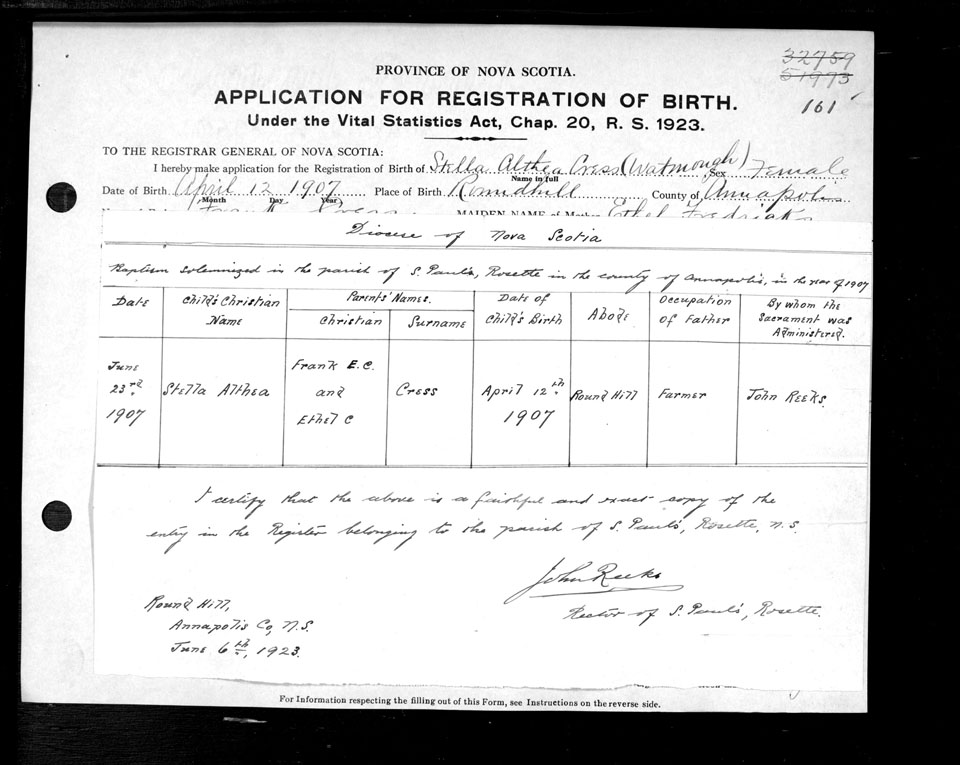 32759
51973
161
PROVINCE OF NOVA SCOTIA.
APPLICATION FOR REGISTRATION OF BIRTH.
Under the Vital Statistics Act, Chap. 20, R. S. 1923.
TO THE REGISTRAR GENERAL OF NOVA SCOTIA:
I hereby make application for the Registration of Birth of Stella Althea Cress (Watmough) Sex Female
Name in full
Date of Birth April 12 1907 Place of Birth Roundhill County of Annapolis
Month Day Year
Frank Cress MAIDEN NAME of Mother Ethel Fredricks
Diocese of Nova Scotia
Baptism solemnized in the parish of S. Paul's, Rosette in the county of Annapolis, in the year of 1907
Date Child's Christian Name Parents' Names. Christian Surname Date of Child's Birth Abode Occupation of Father By whom the Sacrament was Administered.
June 23rd. 1907 Stella Althea Frank E.C. and Ethel C Cress April 12th. 1907 Round Hill Farmer John Reeks.
I certify that the above is a faithful and exact copy of the
entry in the Register belonging to the parish of S. Paul's, Rosette, N.S.
John Reeks
Rector of S. Paul's, Rosette.
Round Hill,
Annapolis Co, N.S.
June 6th, 1923.
For Information respecting the filling out of this Form, see Instructions on the reverse side.